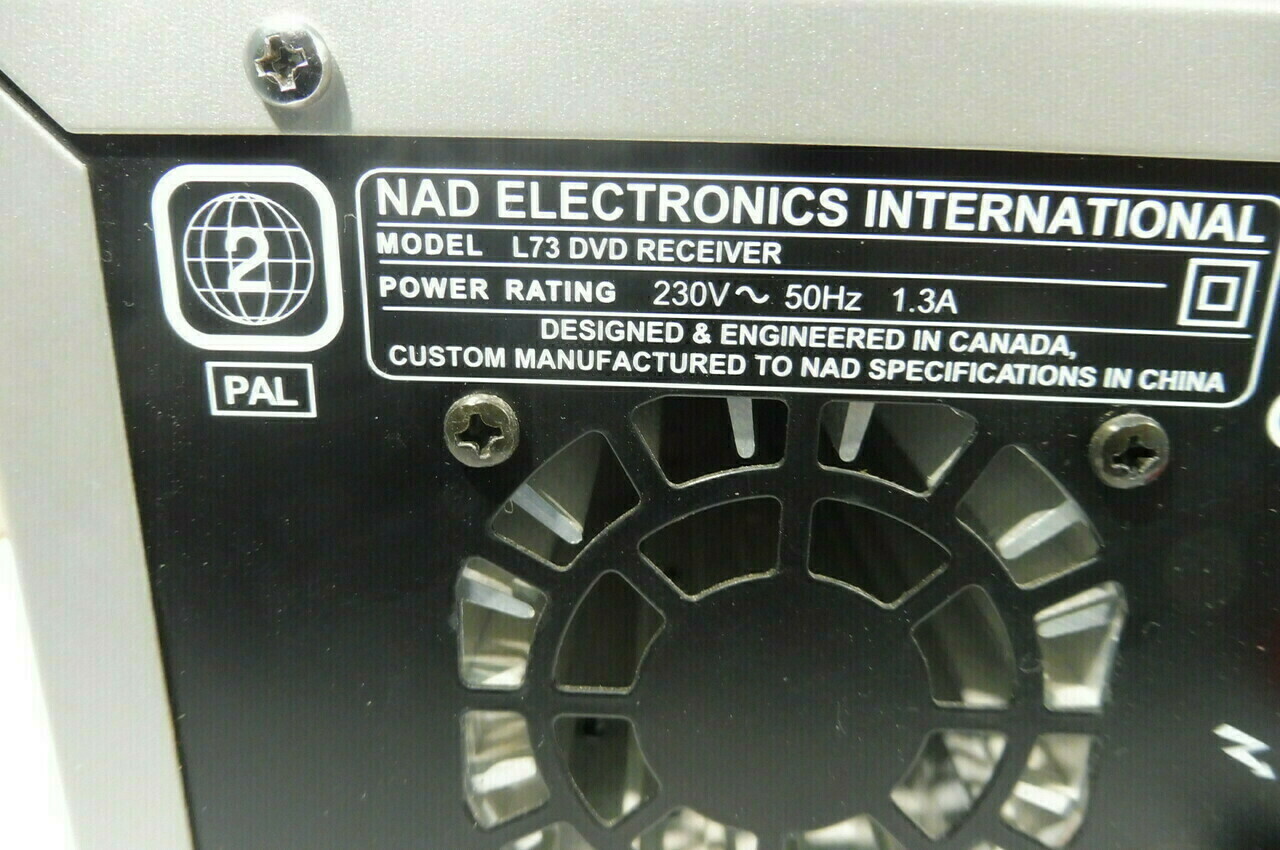 2
PAL
NAD ELECTRONICS INTERNATIONAL
MODEL L73 DVD RECEIVER
POWER RATING 230V~ 50Hz 1.3A
DESIGNED & ENGINEERED IN CANADA,
CUSTOM MANUFACTURED TO NAD SPECIFICATIONS IN CHINA